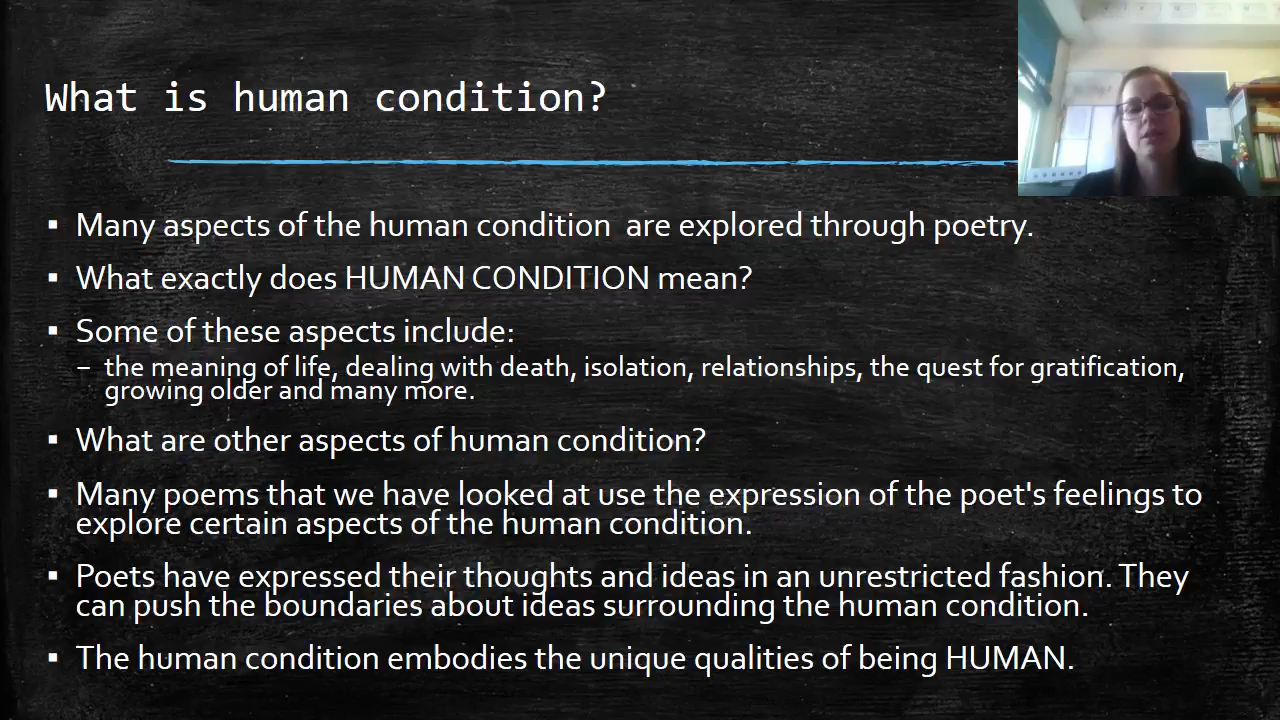 What is human condition?
▪ Many aspects of the human condition  are explored through poetry.
▪ What exactly does HUMAN CONDITION mean?
▪ Some of these aspects include:
– the meaning of life, dealing with death, isolation, relationships, the quest for gratification,
growing older and many more.
▪ What are other aspects of human condition?
▪ Many poems that we have looked at use the expression of the poet's feelings to
explore certain aspects of the human condition.
▪ Poets have expressed their thoughts and ideas in an unrestricted fashion. They
can push the boundaries about ideas surrounding the human condition.
▪ The human condition embodies the unique qualities of being HUMAN.